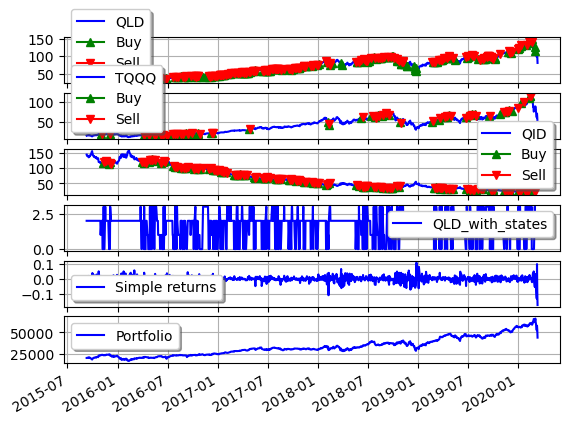 QLD
Buy
Sell
150
100
50
TQQQ
Buy
Sell
100
50
QID
Buy
Sell
150
100
50
QLD_with_states
2.5
0.0
Simple returns
0.1
0.0
−0.1
Portfolio
50000
25000
2015-07
2016-01
2016-07
2017-01
2017-07
2018-01
2018-07
2019-01
2019-07
2020-01